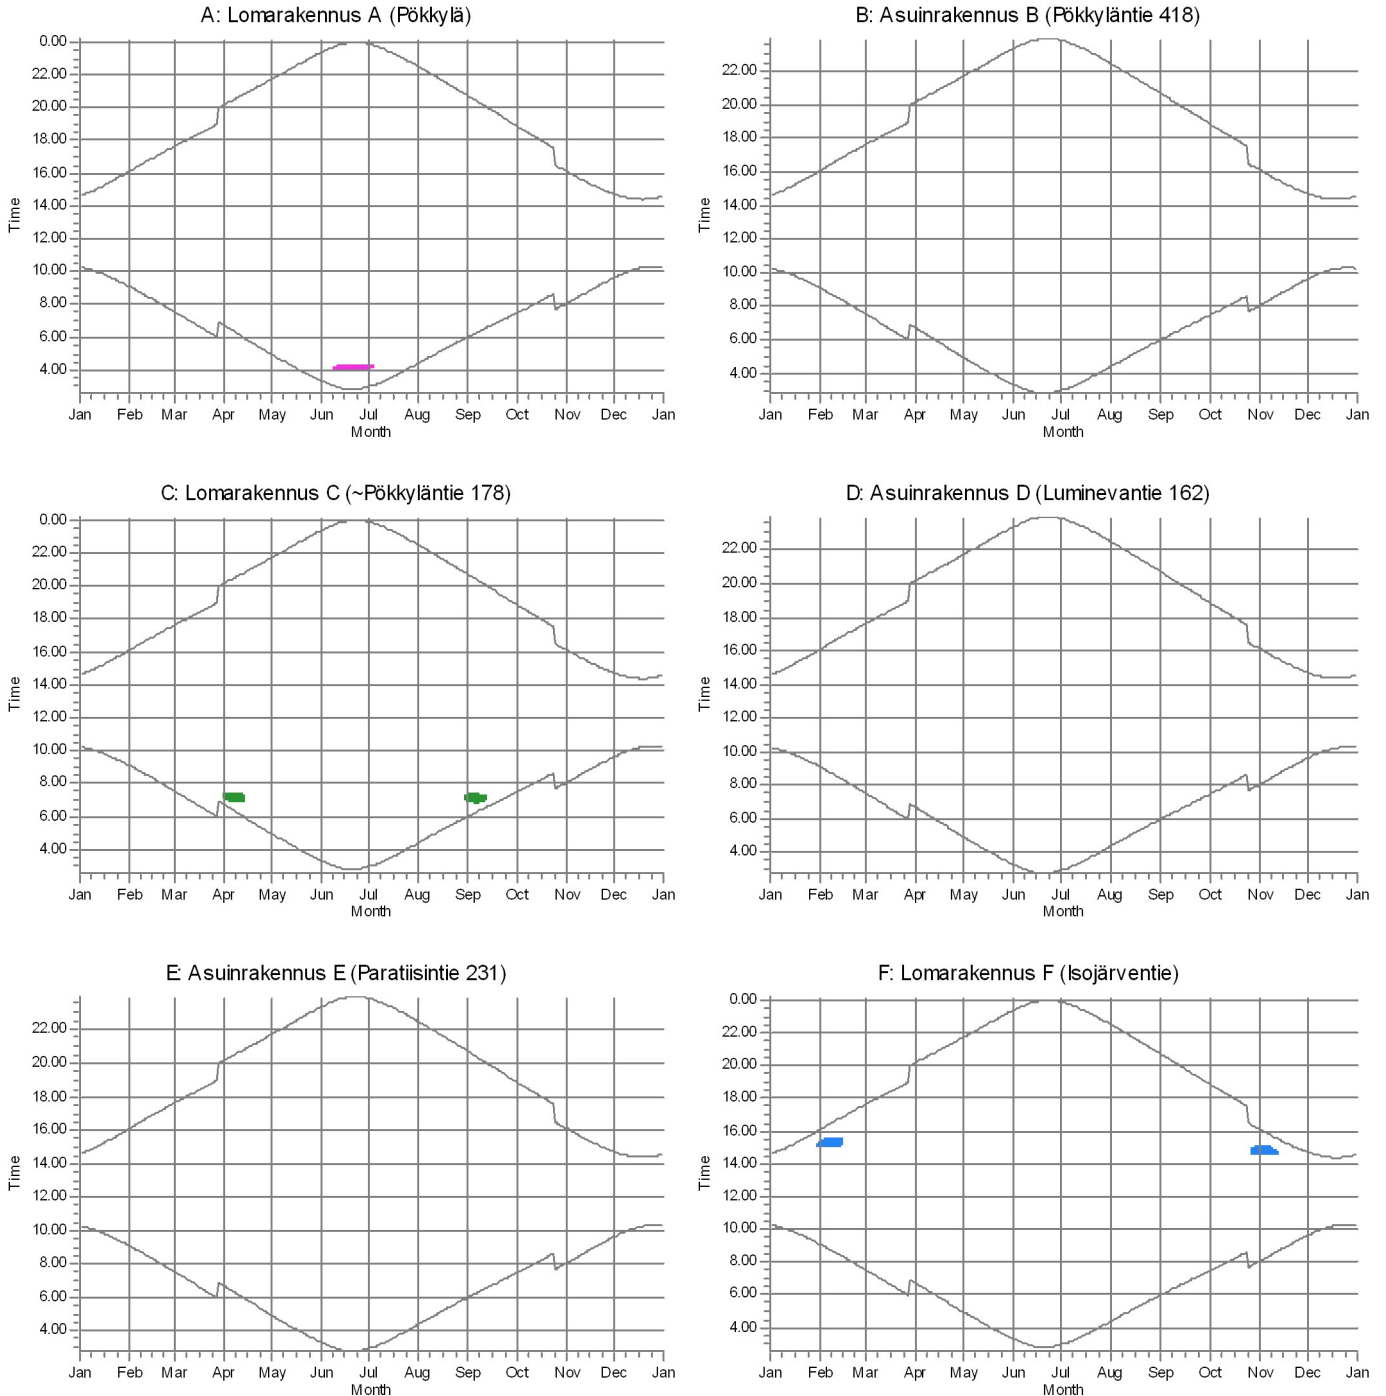 A: Lomarakennus A (Pökkylä)
0.00
22.00
20.00
18.00
16.00
14.00
12.00
10.00
8.00
6.00
4.00
Time
Jan Feb Mar Apr May Jun Jul Aug Sep Oct Nov Dec Jan
Month
B: Asuinrakennus B (Pökkyläntie 418)
22.00
20.00
18.00
16.00
14.00
12.00
10.00
8.00
6.00
4.00
Time
Jan Feb Mar Apr May Jun Jul Aug Sep Oct Nov Dec Jan
Month
C: Lomarakennus C (~Pökkyläntie 178)
0.00
22.00
20.00
18.00
16.00
14.00
12.00
10.00
8.00
6.00
4.00
Time
Jan Feb Mar Apr May Jun Jul Aug Sep Oct Nov Dec Jan
Month
D: Asuinrakennus D (Luminevantie 162)
22.00
20.00
18.00
16.00
14.00
12.00
10.00
8.00
6.00
4.00
Time
Jan Feb Mar Apr May Jun Jul Aug Sep Oct Nov Dec Jan
Month
E: Asuinrakennus E (Paratiisintie 231)
22.00
20.00
18.00
16.00
14.00
12.00
10.00
8.00
6.00
4.00
Time
Jan Feb Mar Apr May Jun Jul Aug Sep Oct Nov Dec Jan
Month
F: Lomarakennus F (Isojärventie)
0.00
22.00
20.00
18.00
16.00
14.00
12.00
10.00
8.00
6.00
4.00
Time
Jan Feb Mar Apr May Jun Jul Aug Sep Oct Nov Dec Jan
Month